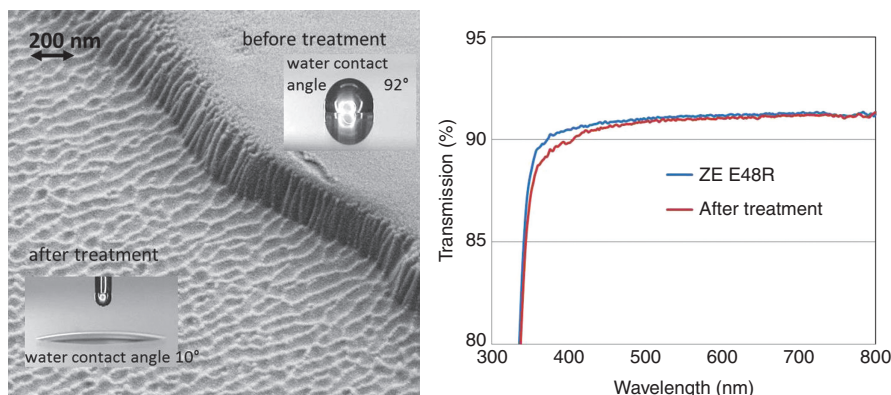 200 nm
before treatment
water contact
angle 92°
after treatment
water contact angle 10°
95
90
85
80
Transmission (%)
ZE E48R
After treatment
300 400 500 600 700 800
Wavelength (nm)